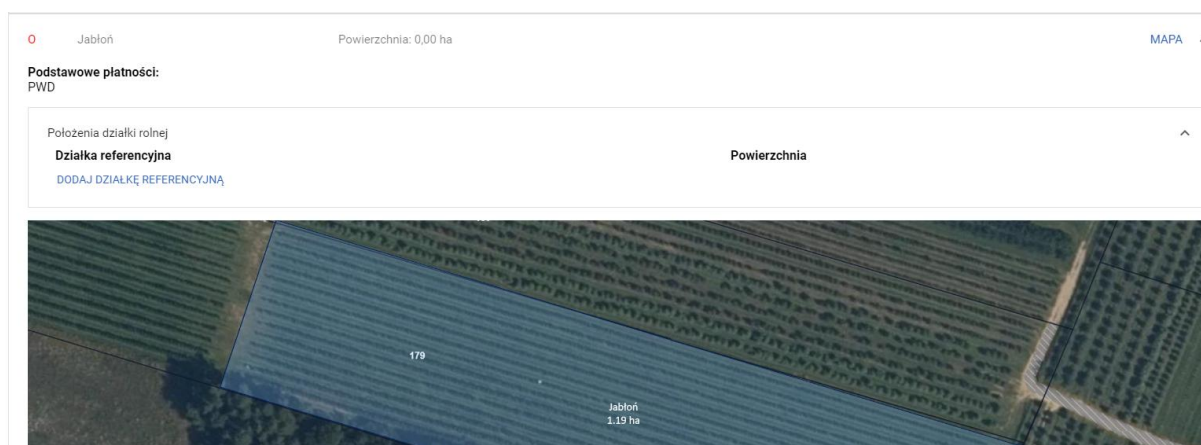 O Jabłoń Powierzchnia: 0,00 ha MAPA
Podstawowe płatności:
PWD
Położenia działki rolnej
Działka referencyjna Powierzchnia
DODAJ DZIAŁKĘ REFERENCYJNĄ
179
Jabłoń
1.19 ha